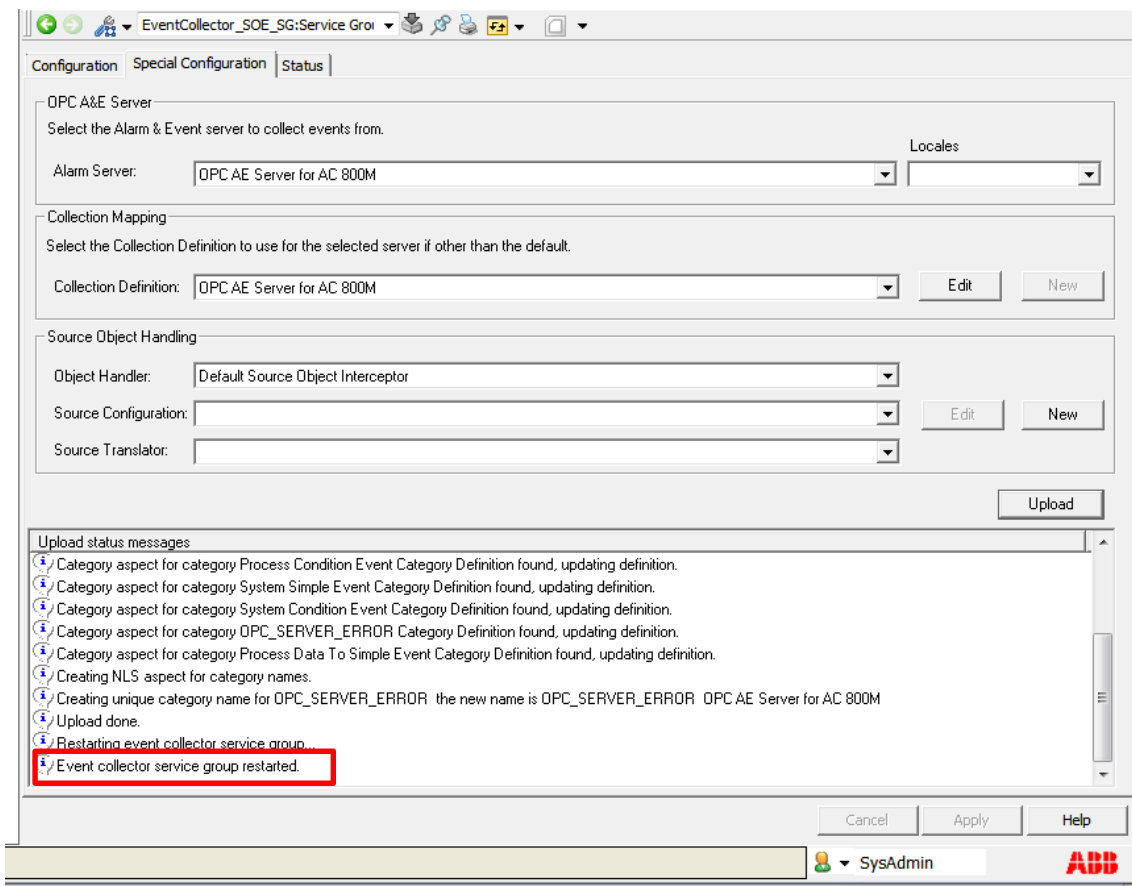 EventCollector_SOE_SG:Service Grou
Configuration Special Configuration Status
OPC A&E Server
Select the Alarm & Event server to collect events from.
Locales
Alarm Server: OPC AE Server for AC 800M
Collection Mapping
Select the Collection Definition to use for the selected server if other than the default.
Collection Definition: OPC AE Server for AC 800M Edit New
Source Object Handling
Object Handler: Default Source Object Interceptor
Source Configuration: Edit New
Source Translator:
Upload
Upload status messages
Category aspect for category Process Condition Event Category Definition found, updating definition.
Category aspect for category System Simple Event Category Definition found, updating definition.
Category aspect for category System Condition Event Category Definition found, updating definition.
Category aspect for category OPC_SERVER_ERROR Category Definition found, updating definition.
Category aspect for category Process Data To Simple Event Category Definition found, updating definition.
Creating NLS aspect for category names.
Creating unique category name for OPC_SERVER_ERROR the new name is OPC_SERVER_ERROR OPC AE Server for AC 800M
Upload done.
Restarting event collector service group...
Event collector service group restarted.
Cancel Apply Help
SysAdmin ABB